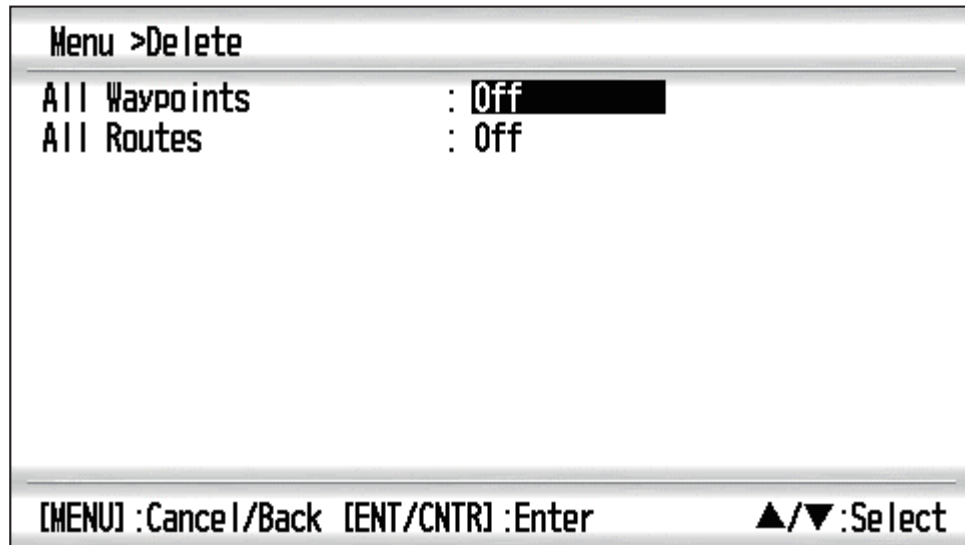 Menu >Delete
All Waypoints : Off
All Routes : Off
[MENU]:Cancel/Back [ENT/CNTR]:Enter ▲/▼:Select